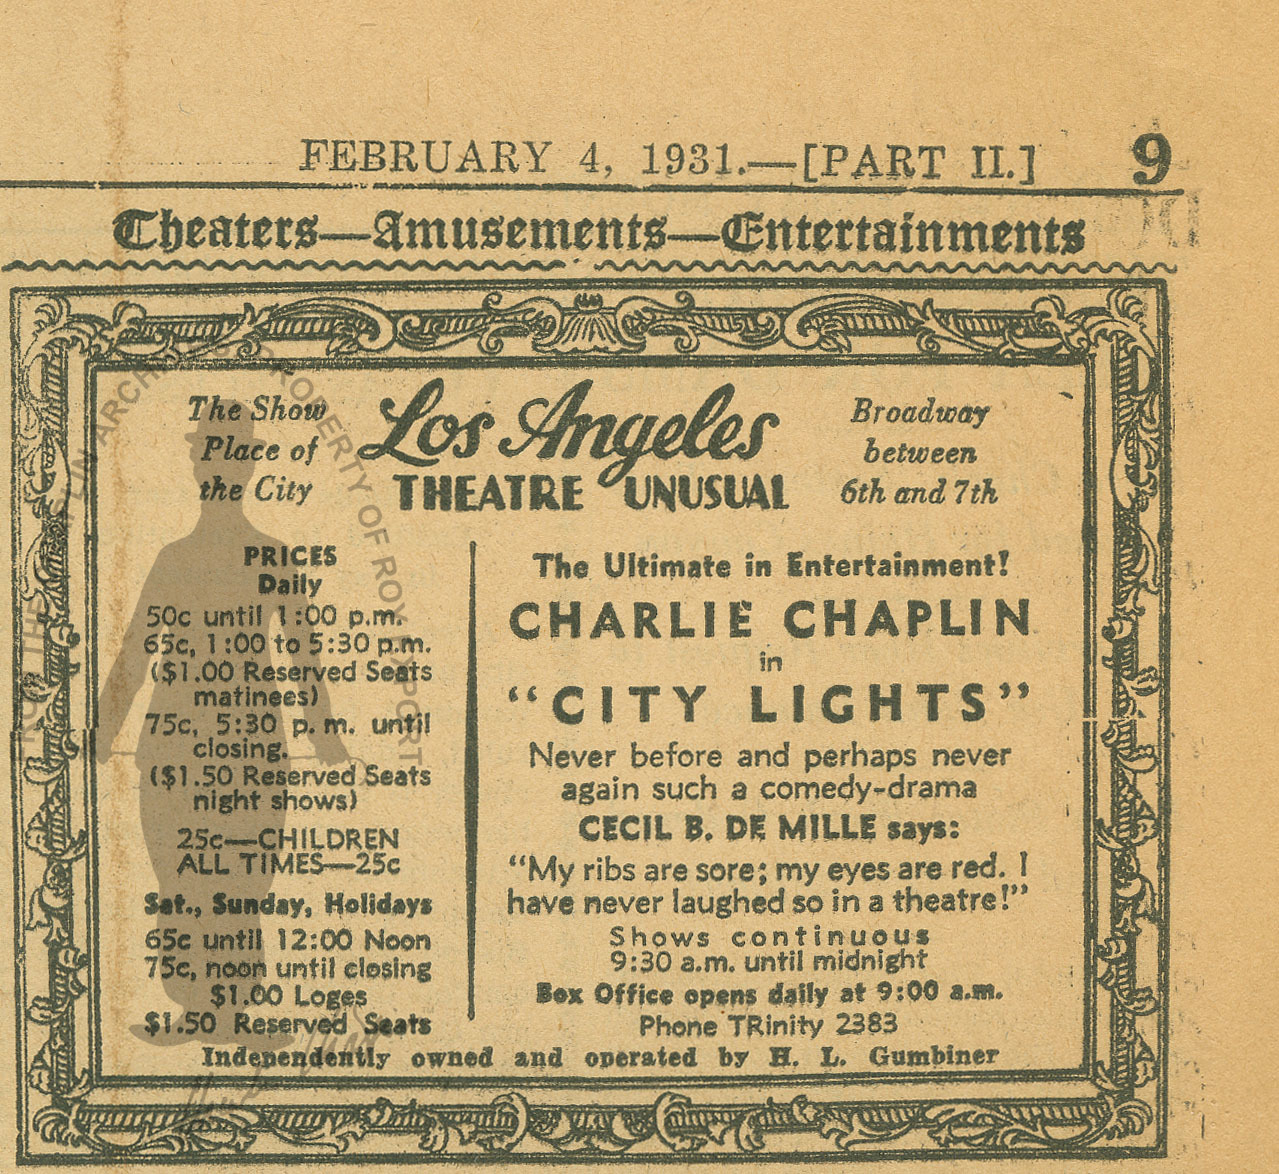 FEBRUARY 4, 1931.—[PART II.] 9
Theaters—Amusements—Entertainments
The Show
Place of
the City
Los Angeles
THEATRE UNUSUAL
Broadway
between
6th and 7th
PRICES
Daily
50c until 1:00 p.m.
65c, 1:00 to 5:30 p.m.
($1.00 Reserved Seats
matinees)
75c, 5:30 p.m. until
closing.
($1.50 Reserved Seats
night shows)
25c—CHILDREN
ALL TIMES—25c
Sat., Sunday, Holidays
65c until 12:00 Noon
75c, noon until closing
$1.00 Loges
$1.50 Reserved Seats
The Ultimate in Entertainment!
CHARLIE CHAPLIN
in
"CITY LIGHTS"
Never before and perhaps never
again such a comedy-drama
CECIL B. DE MILLE says:
"My ribs are sore; my eyes are red. I
have never laughed so in a theatre!"
Shows continuous
9:30 a.m. until midnight
Box Office opens daily at 9:00 a.m.
Phone TRinity 2383
Independently owned and operated by H. L. Gumbiner
PROPERTY OF ROY EXPORT